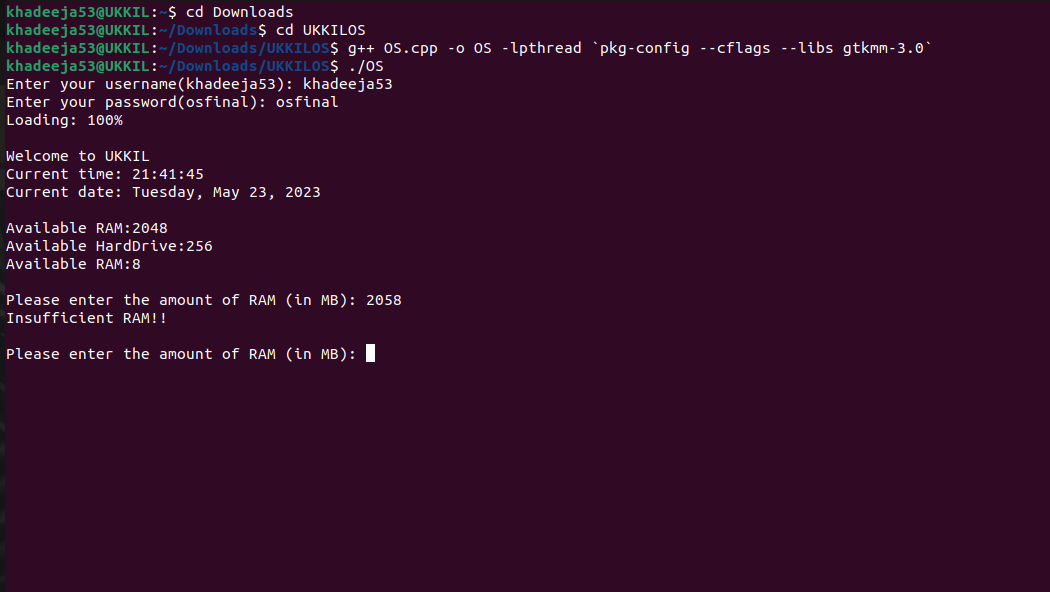 khadeeja53@UKKIL:~$ cd Downloads
khadeeja53@UKKIL:~/Downloads$ cd UKKILOS
khadeeja53@UKKIL:~/Downloads/UKKILOS$ g++ OS.cpp -o OS -lpthread `pkg-config --cflags --libs gtkmm-3.0`
khadeeja53@UKKIL:~/Downloads/UKKILOS$ ./OS
Enter your username(khadeeja53): khadeeja53
Enter your password(osfinal): osfinal
Loading: 100%
Welcome to UKKIL
Current time: 21:41:45
Current date: Tuesday, May 23, 2023
Available RAM:2048
Available HardDrive:256
Available RAM:8
Please enter the amount of RAM (in MB): 2058
Insufficient RAM!!
Please enter the amount of RAM (in MB):